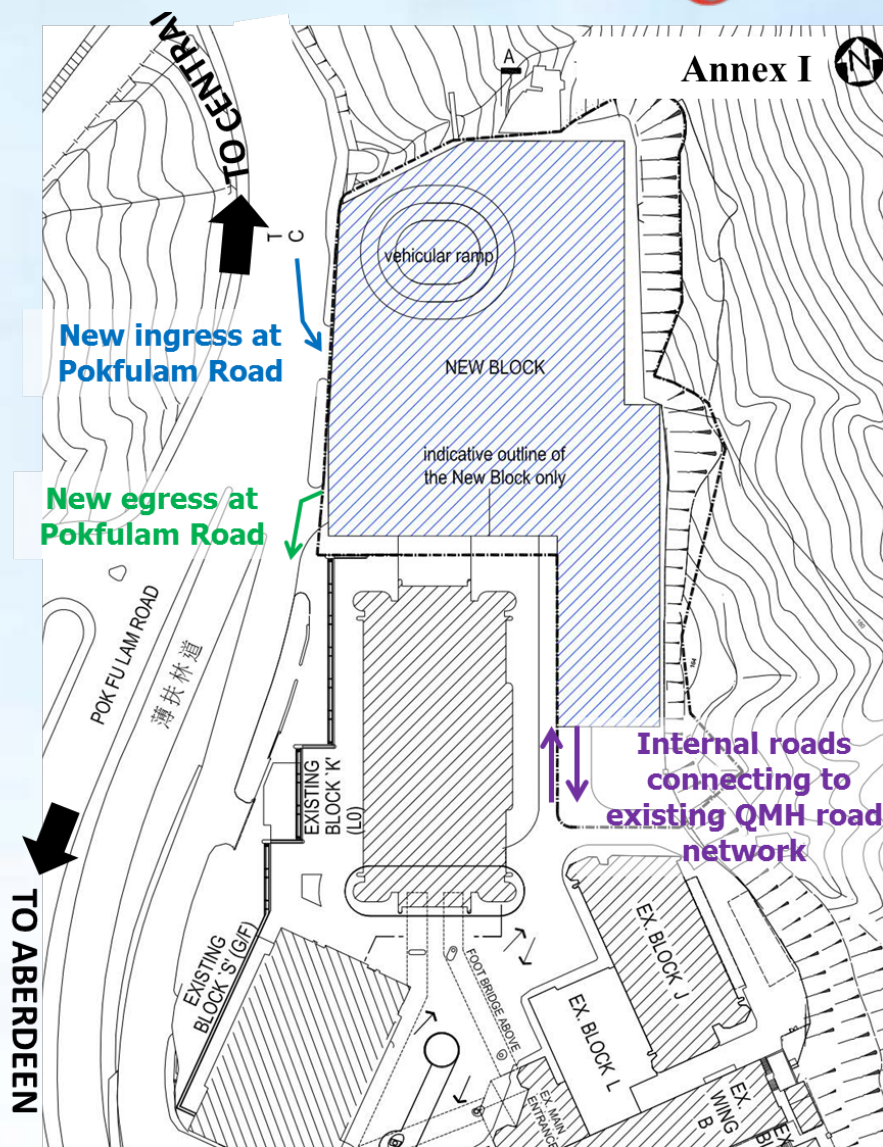 Annex I
N
TO CENTRAL
A
T C
vehicular ramp
New ingress at
Pokfulam Road
NEW BLOCK
indicative outline of
the New Block only
New egress at
Pokfulam Road
POK FU LAM ROAD
薄扶林道
Internal roads
connecting to
existing QMH road
network
EXISTING
BLOCK 'K'
(L0)
TO ABERDEEN
EXISTING
BLOCK 'S' (G/F)
FOOT BRIDGE ABOVE
EX. BLOCK J
EX. BLOCK L
EX. MAIN
ENTRANCE
EX.
WING
B